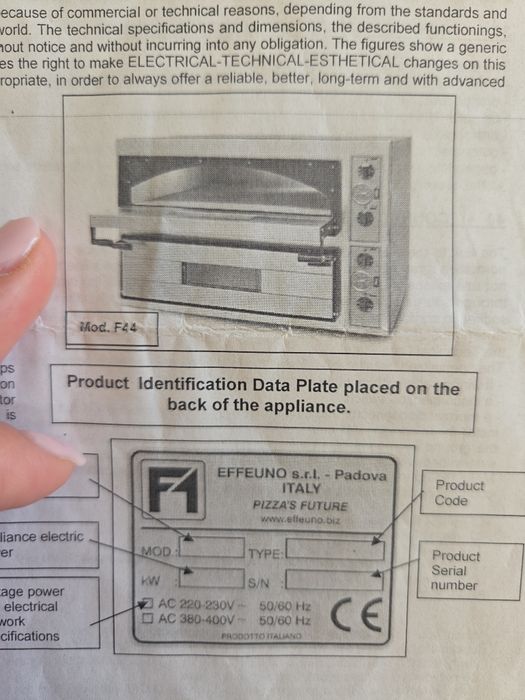 ecause of commercial or technical reasons, depending from the standards and
vorld. The technical specifications and dimensions, the described functionings,
hout notice and without incurring into any obligation. The figures show a generic
es the right to make ELECTRICAL-TECHNICAL-ESTHETICAL changes on this
ropriate, in order to always offer a reliable, better, long-term and with advanced
Mod. F44
ps
on
tor
is
Product Identification Data Plate placed on the
back of the appliance.
F1
EFFEUNO s.r.l. - Padova
ITALY
PIZZA'S FUTURE
www.effeuno.biz
Product
Code
liance electric
er
MOD.:
TYPE:
KW :
S/N :
Product
Serial
number
age power
electrical
work
cifications
AC 220-230V~ 50/60 Hz
AC 380-400V~ 50/60 Hz
CE
PRODOTTO ITALIANO